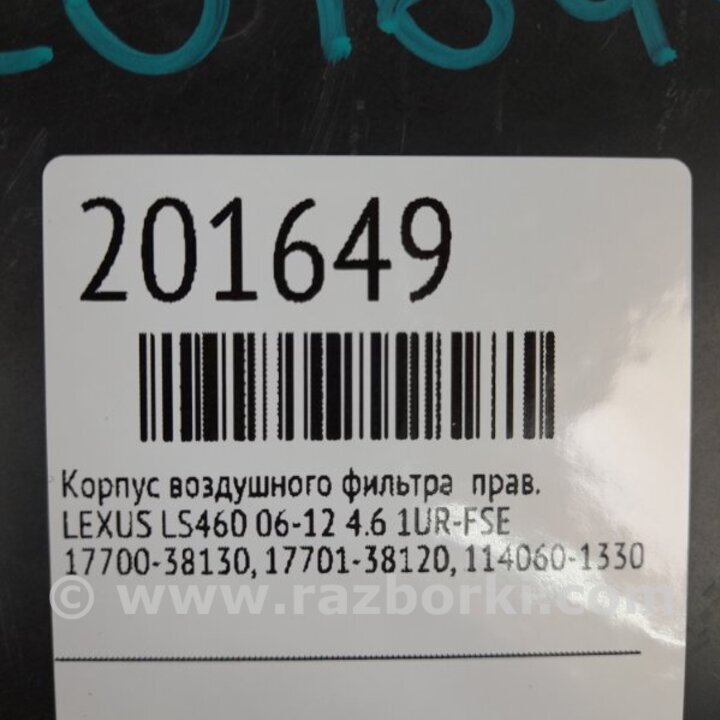 201649
Корпус воздушного фильтра прав.
LEXUS LS460 06-12 4.6 1UR-FSE
17700-38130, 17701-38120, 114060-1330
© www.razborki.com